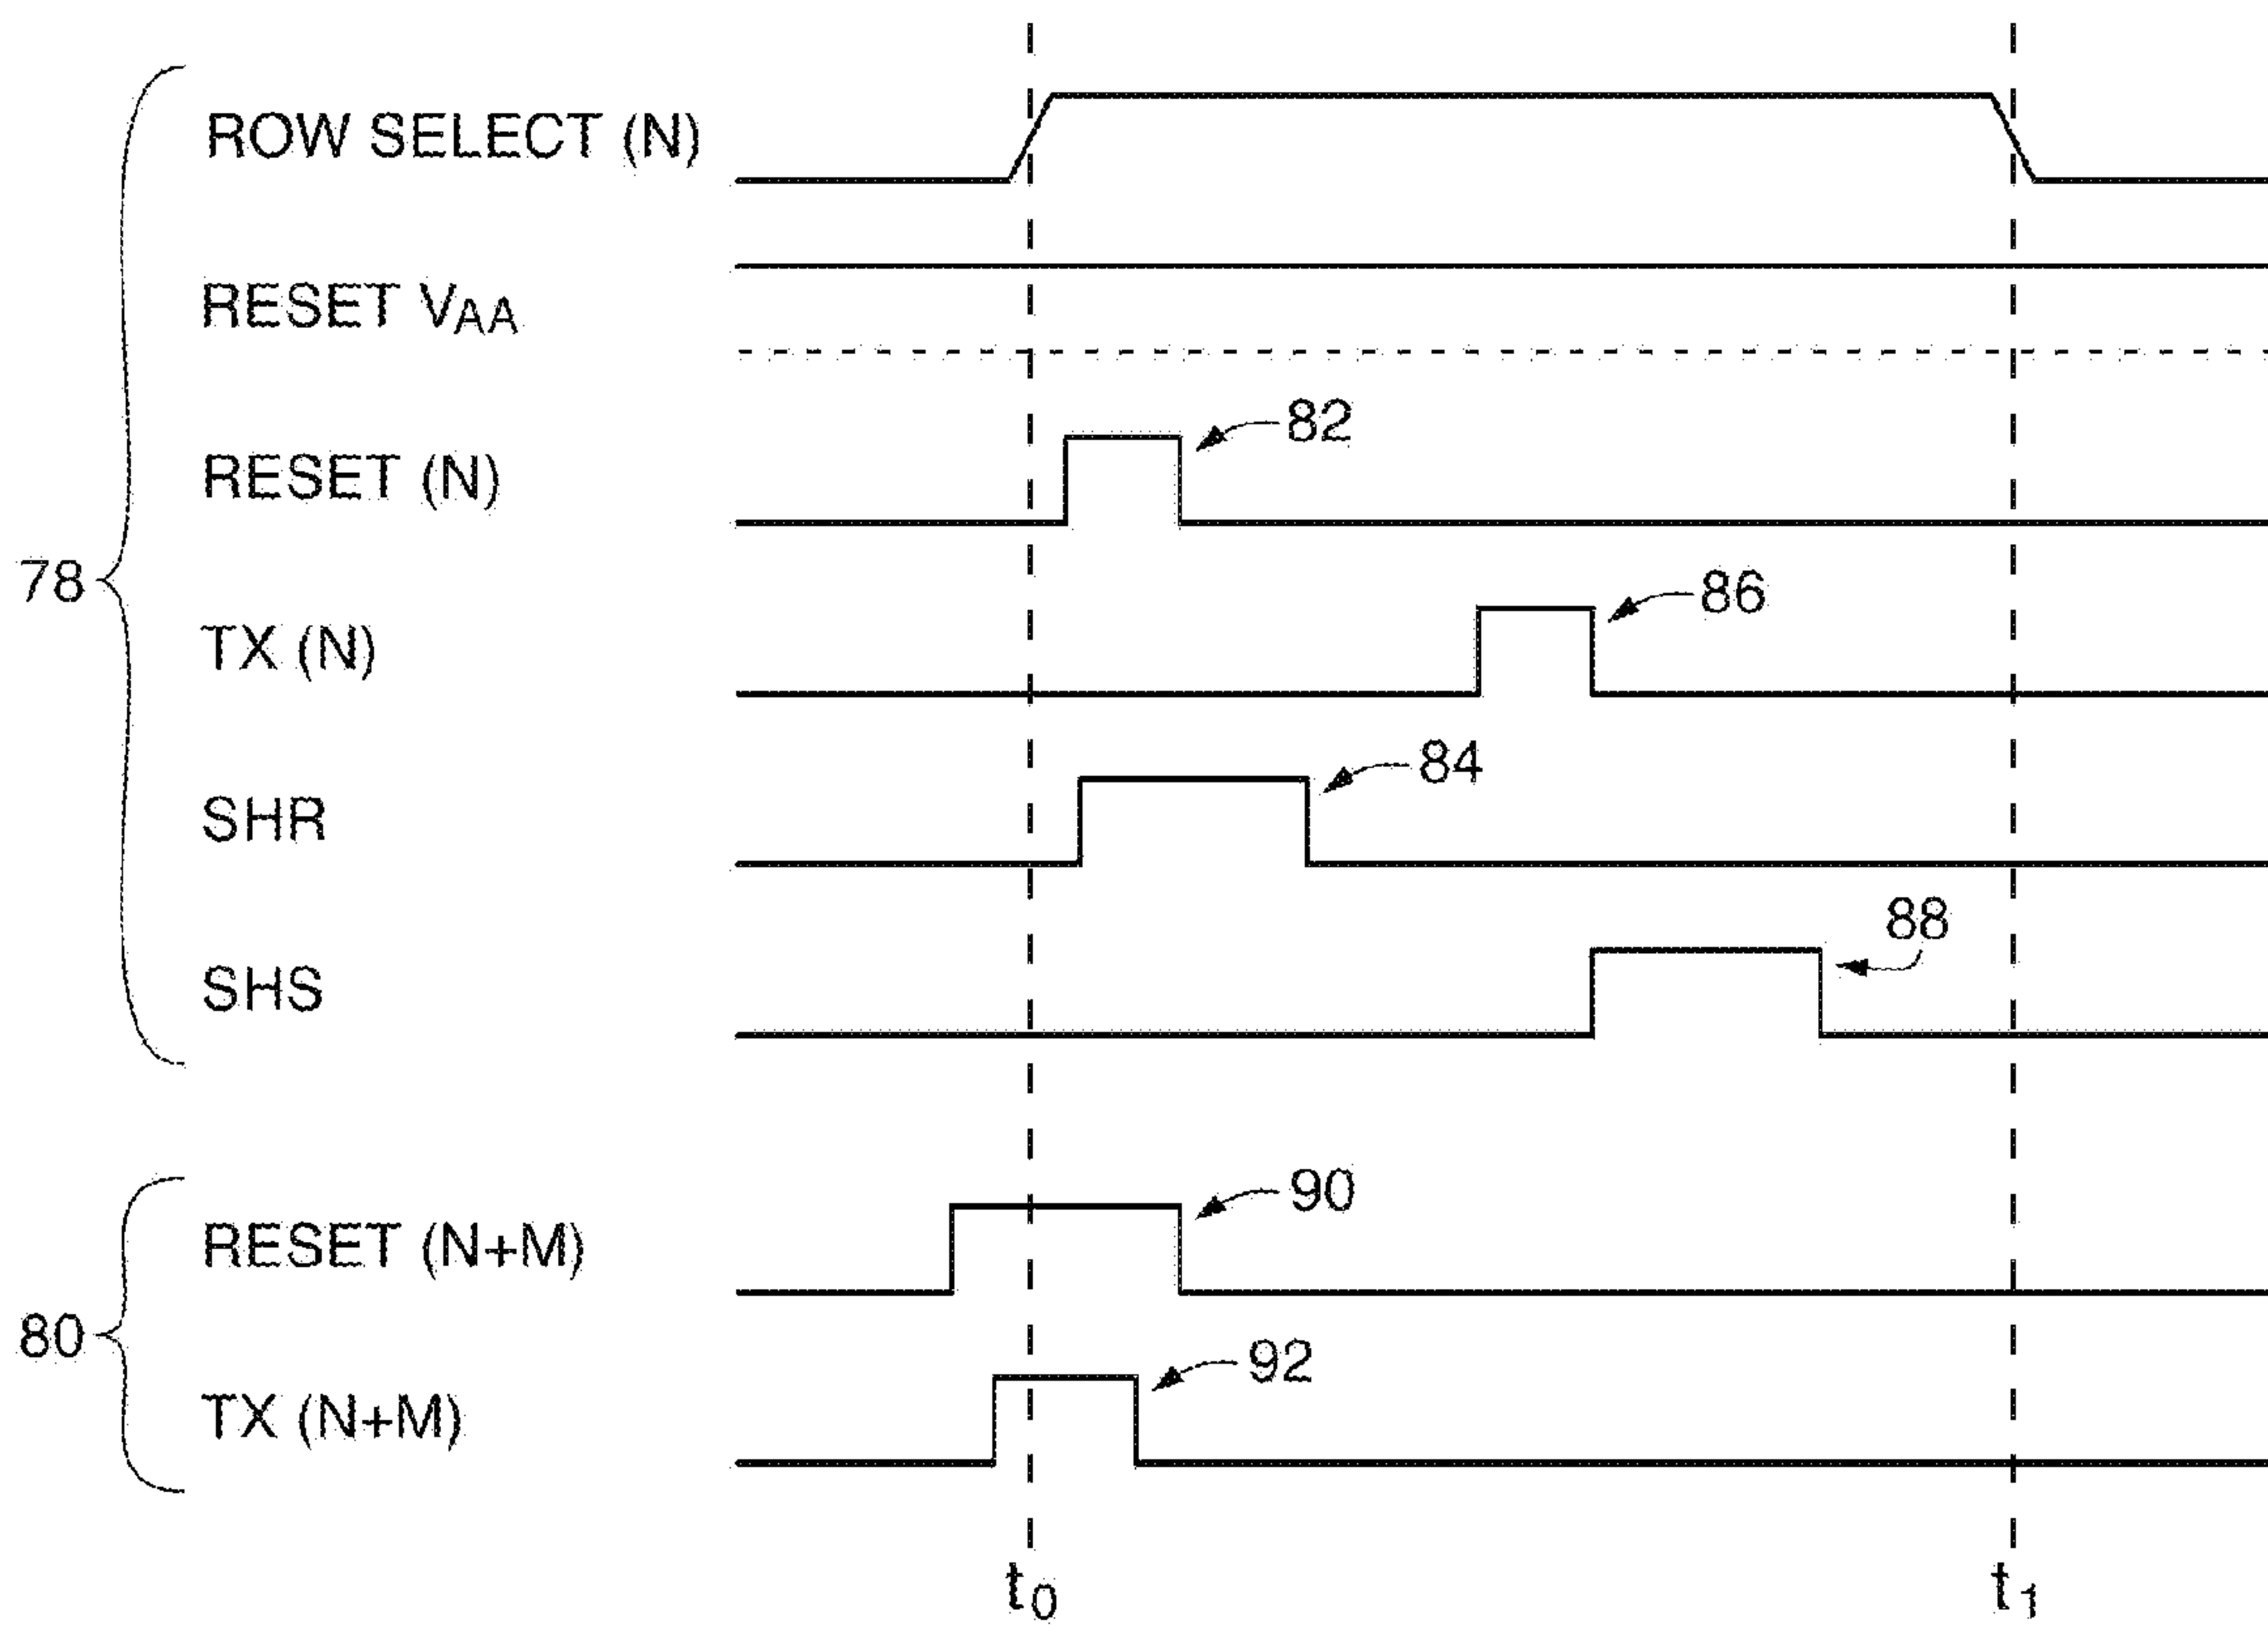 ROW SELECT (N)
RESET VAA
82
RESET (N)
86
78
TX (N)
84
SHR
88
SHS
90
RESET (N+M)
80
92
TX (N+M)
t0
t1